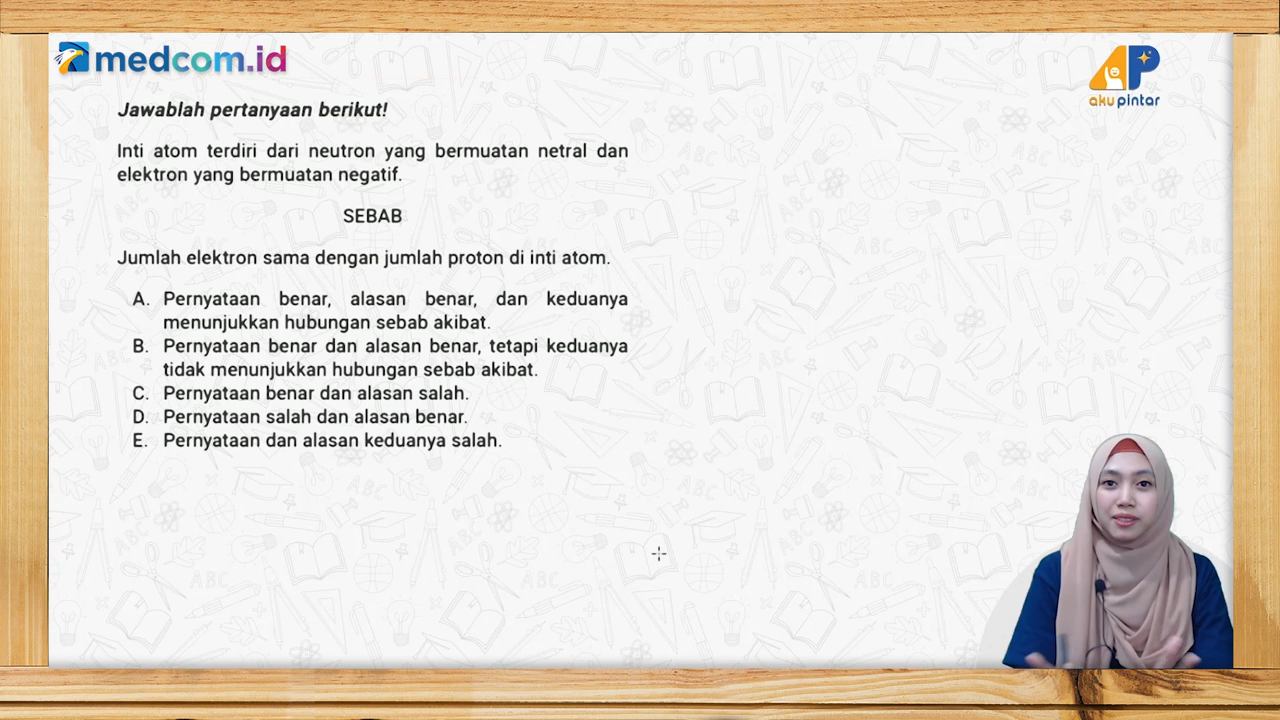 medcom.id
aku pintar
Jawablah pertanyaan berikut!
Inti atom terdiri dari neutron yang bermuatan netral dan
elektron yang bermuatan negatif.
SEBAB
Jumlah elektron sama dengan jumlah proton di inti atom.
A. Pernyataan benar, alasan benar, dan keduanya
menunjukkan hubungan sebab akibat.
B. Pernyataan benar dan alasan benar, tetapi keduanya
tidak menunjukkan hubungan sebab akibat.
C. Pernyataan benar dan alasan salah.
D. Pernyataan salah dan alasan benar.
E. Pernyataan dan alasan keduanya salah.